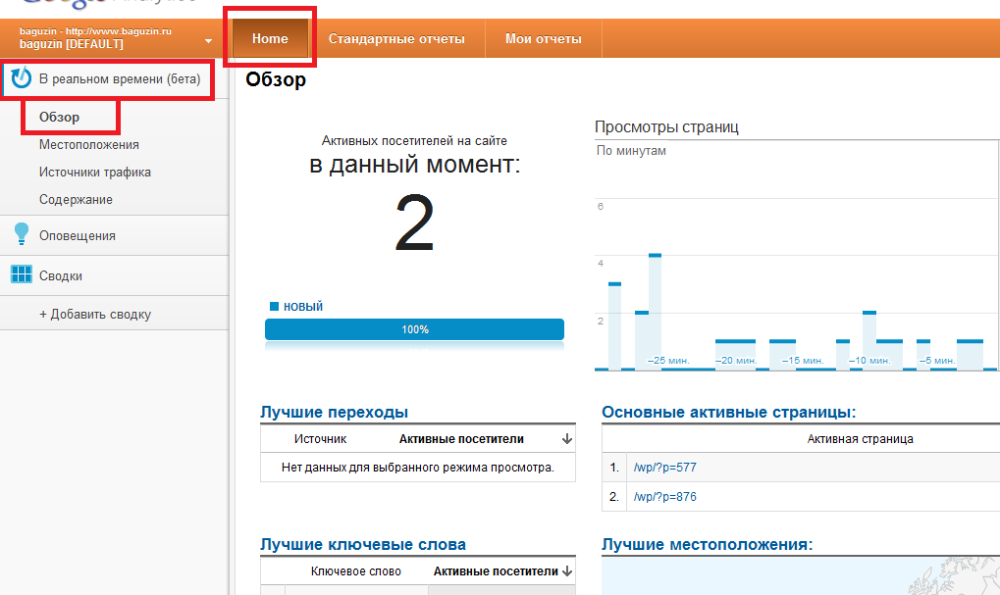 Google Analytics
baguzin - http://www.baguzin.ru
baguzin [DEFAULT]
Home
Стандартные отчеты
Мои отчеты
В реальном времени (бета)
Обзор
Местоположения
Источники трафика
Содержание
Оповещения
Сводки
+ Добавить сводку
Обзор
Активных посетителей на сайте
в данный момент:
2
новый
100%
Просмотры страниц
По минутам
6
4
2
–25 мин.
–20 мин.
–15 мин.
–10 мин.
–5 мин.
Лучшие переходы
Источник Активные посетители
Нет данных для выбранного режима просмотра.
Основные активные страницы:
Активная страница
1. /wp/?p=577
2. /wp/?p=876
Лучшие ключевые слова
Ключевое слово Активные посетители
Лучшие местоположения: